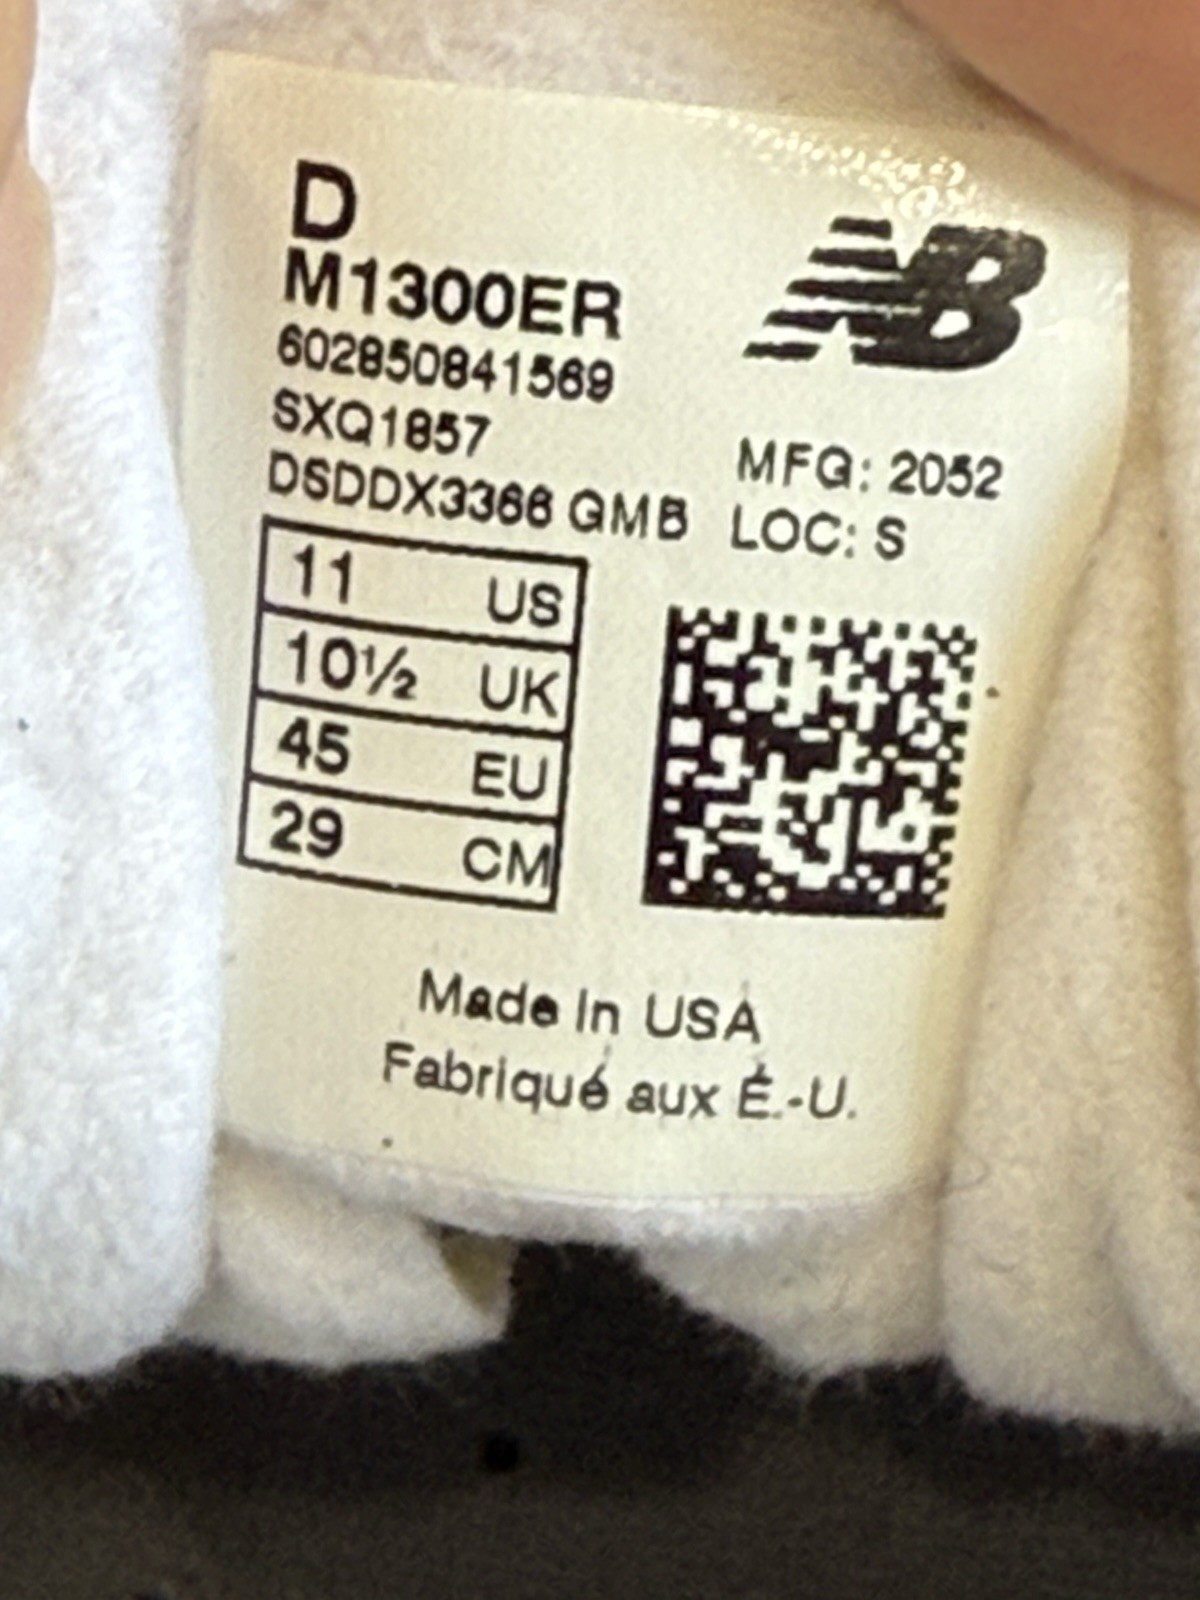 D
M1300ER
NB
602850841569
SXQ1857
DSDDX3366 GMB
MFG: 2052
LOC: S
11 US
10½ UK
45 EU
29 CM
Made In USA
Fabriqué aux É.-U.